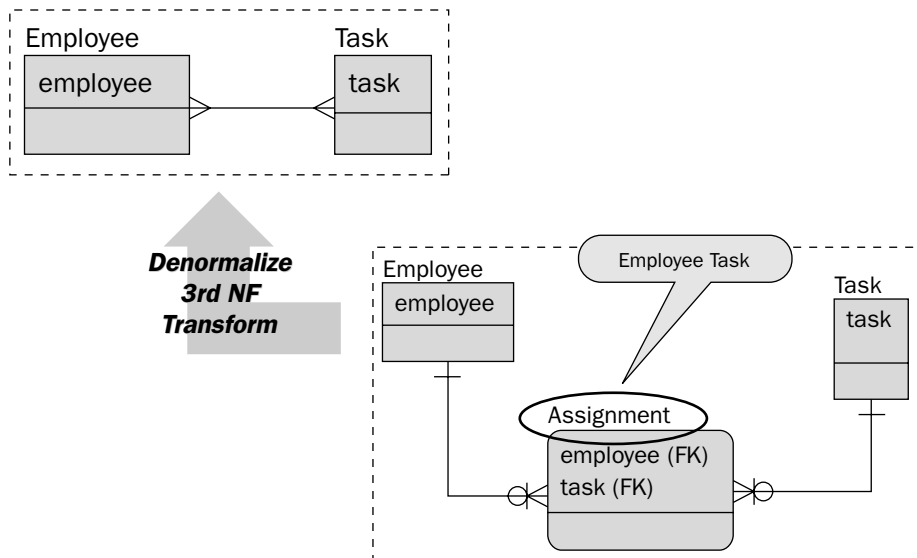 Employee
employee
Task
task
Denormalize
3rd NF
Transform
Employee Task
Employee
employee
Task
task
Assignment
employee (FK)
task (FK)